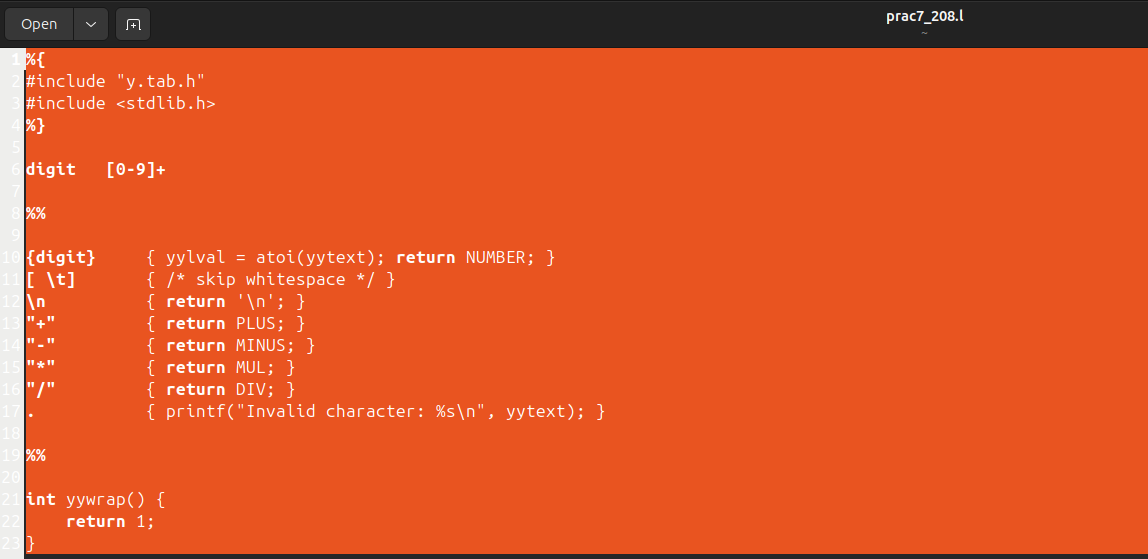 Open
prac7_208.l
~
1 %{
2 #include "y.tab.h"
3 #include <stdlib.h>
4 %}
5
6 digit   [0-9]+
7
8 %%
9
10 {digit}     { yylval = atoi(yytext); return NUMBER; }
11 [ \t]       { /* skip whitespace */ }
12 \n          { return '\n'; }
13 "+"         { return PLUS; }
14 "-"         { return MINUS; }
15 "*"         { return MUL; }
16 "/"         { return DIV; }
17 .           { printf("Invalid character: %s\n", yytext); }
18
19 %%
20
21 int yywrap() {
22     return 1;
23 }